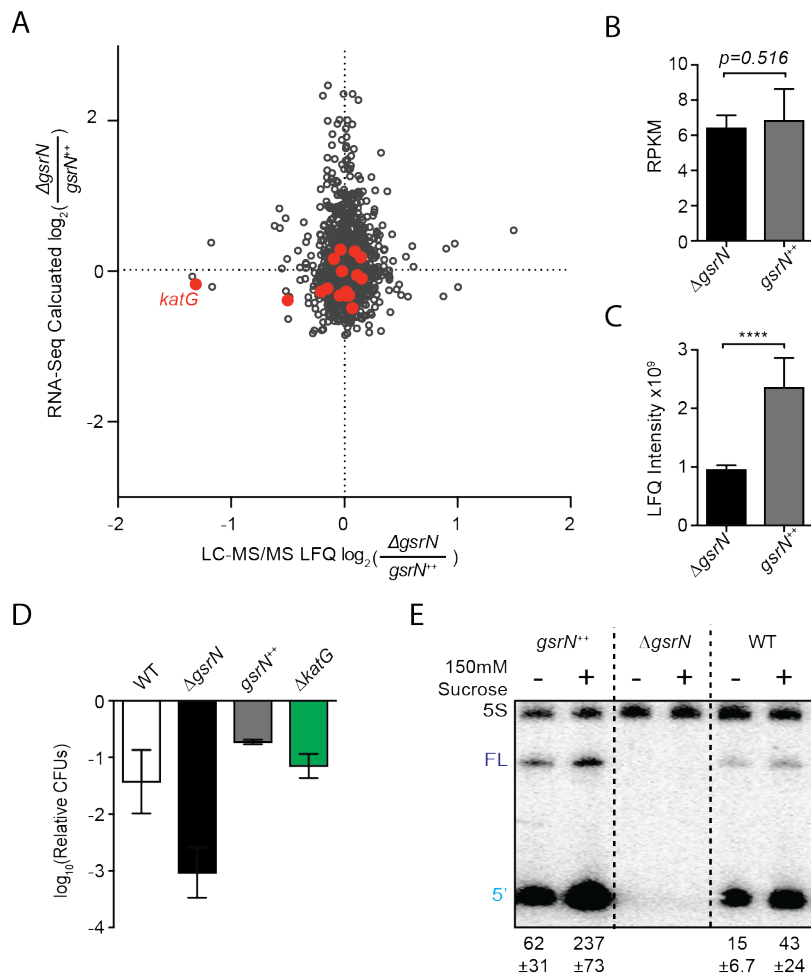 A
RNA-Seq Calcuated log2(ΔgsrN/gsrN++)
2
0
-2
katG
-2
-1
0
1
2
LC-MS/MS LFQ log2(ΔgsrN/gsrN++)
B
p=0.516
RPKM
10
8
6
4
2
0
ΔgsrN
gsrN++
C
****
LFQ Intensity x10⁹
3
2
1
0
ΔgsrN
gsrN++
D
WT
ΔgsrN
gsrN++
ΔkatG
log10(Relative CFUs)
0
-1
-2
-3
-4
E
gsrN++ ΔgsrN WT
150mM
Sucrose
- + - + - +
5S
FL
5'
62 237 15 43
±31 ±73 ±6.7 ±24